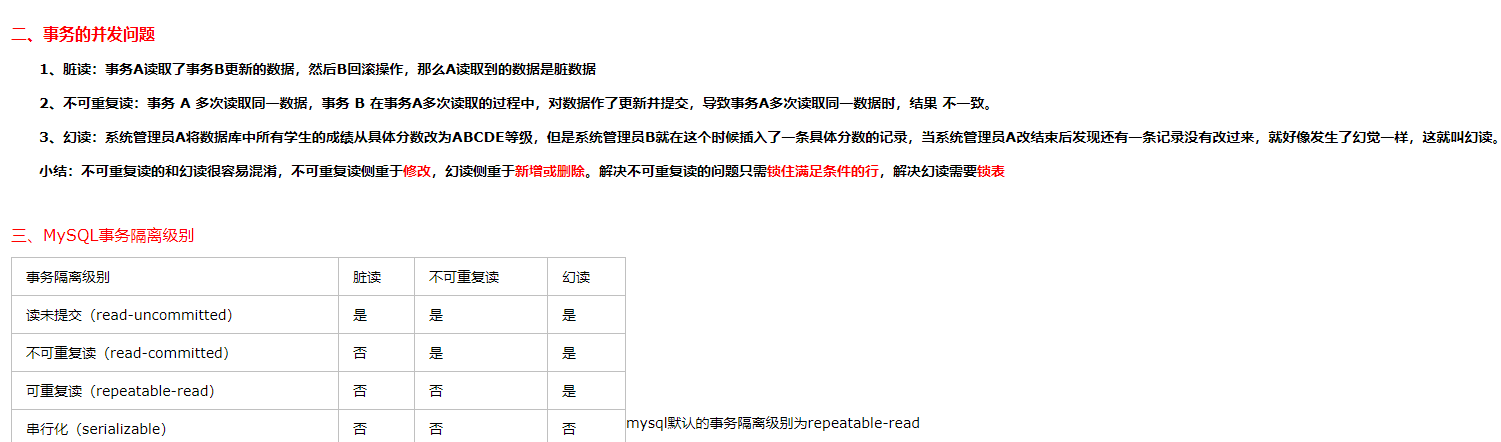 二、事务的并发问题
1、脏读：事务A读取了事务B更新的数据，然后B回滚操作，那么A读取到的数据是脏数据
2、不可重复读：事务 A 多次读取同一数据，事务 B 在事务A多次读取的过程中，对数据作了更新并提交，导致事务A多次读取同一数据时，结果 不一致。
3、幻读：系统管理员A将数据库中所有学生的成绩从具体分数改为ABCDE等级，但是系统管理员B就在这个时候插入了一条具体分数的记录，当系统管理员A改结束后发现还有一条记录没有改过来，就好像发生了幻觉一样，这就叫幻读。
小结：不可重复读的和幻读很容易混淆，不可重复读侧重于修改，幻读侧重于新增或删除。解决不可重复读的问题只需锁住满足条件的行，解决幻读需要锁表
三、MySQL事务隔离级别
事务隔离级别 脏读 不可重复读 幻读
读未提交（read-uncommitted） 是 是 是
不可重复读（read-committed） 否 是 是
可重复读（repeatable-read） 否 否 是
串行化（serializable） 否 否 否
mysql默认的事务隔离级别为repeatable-read